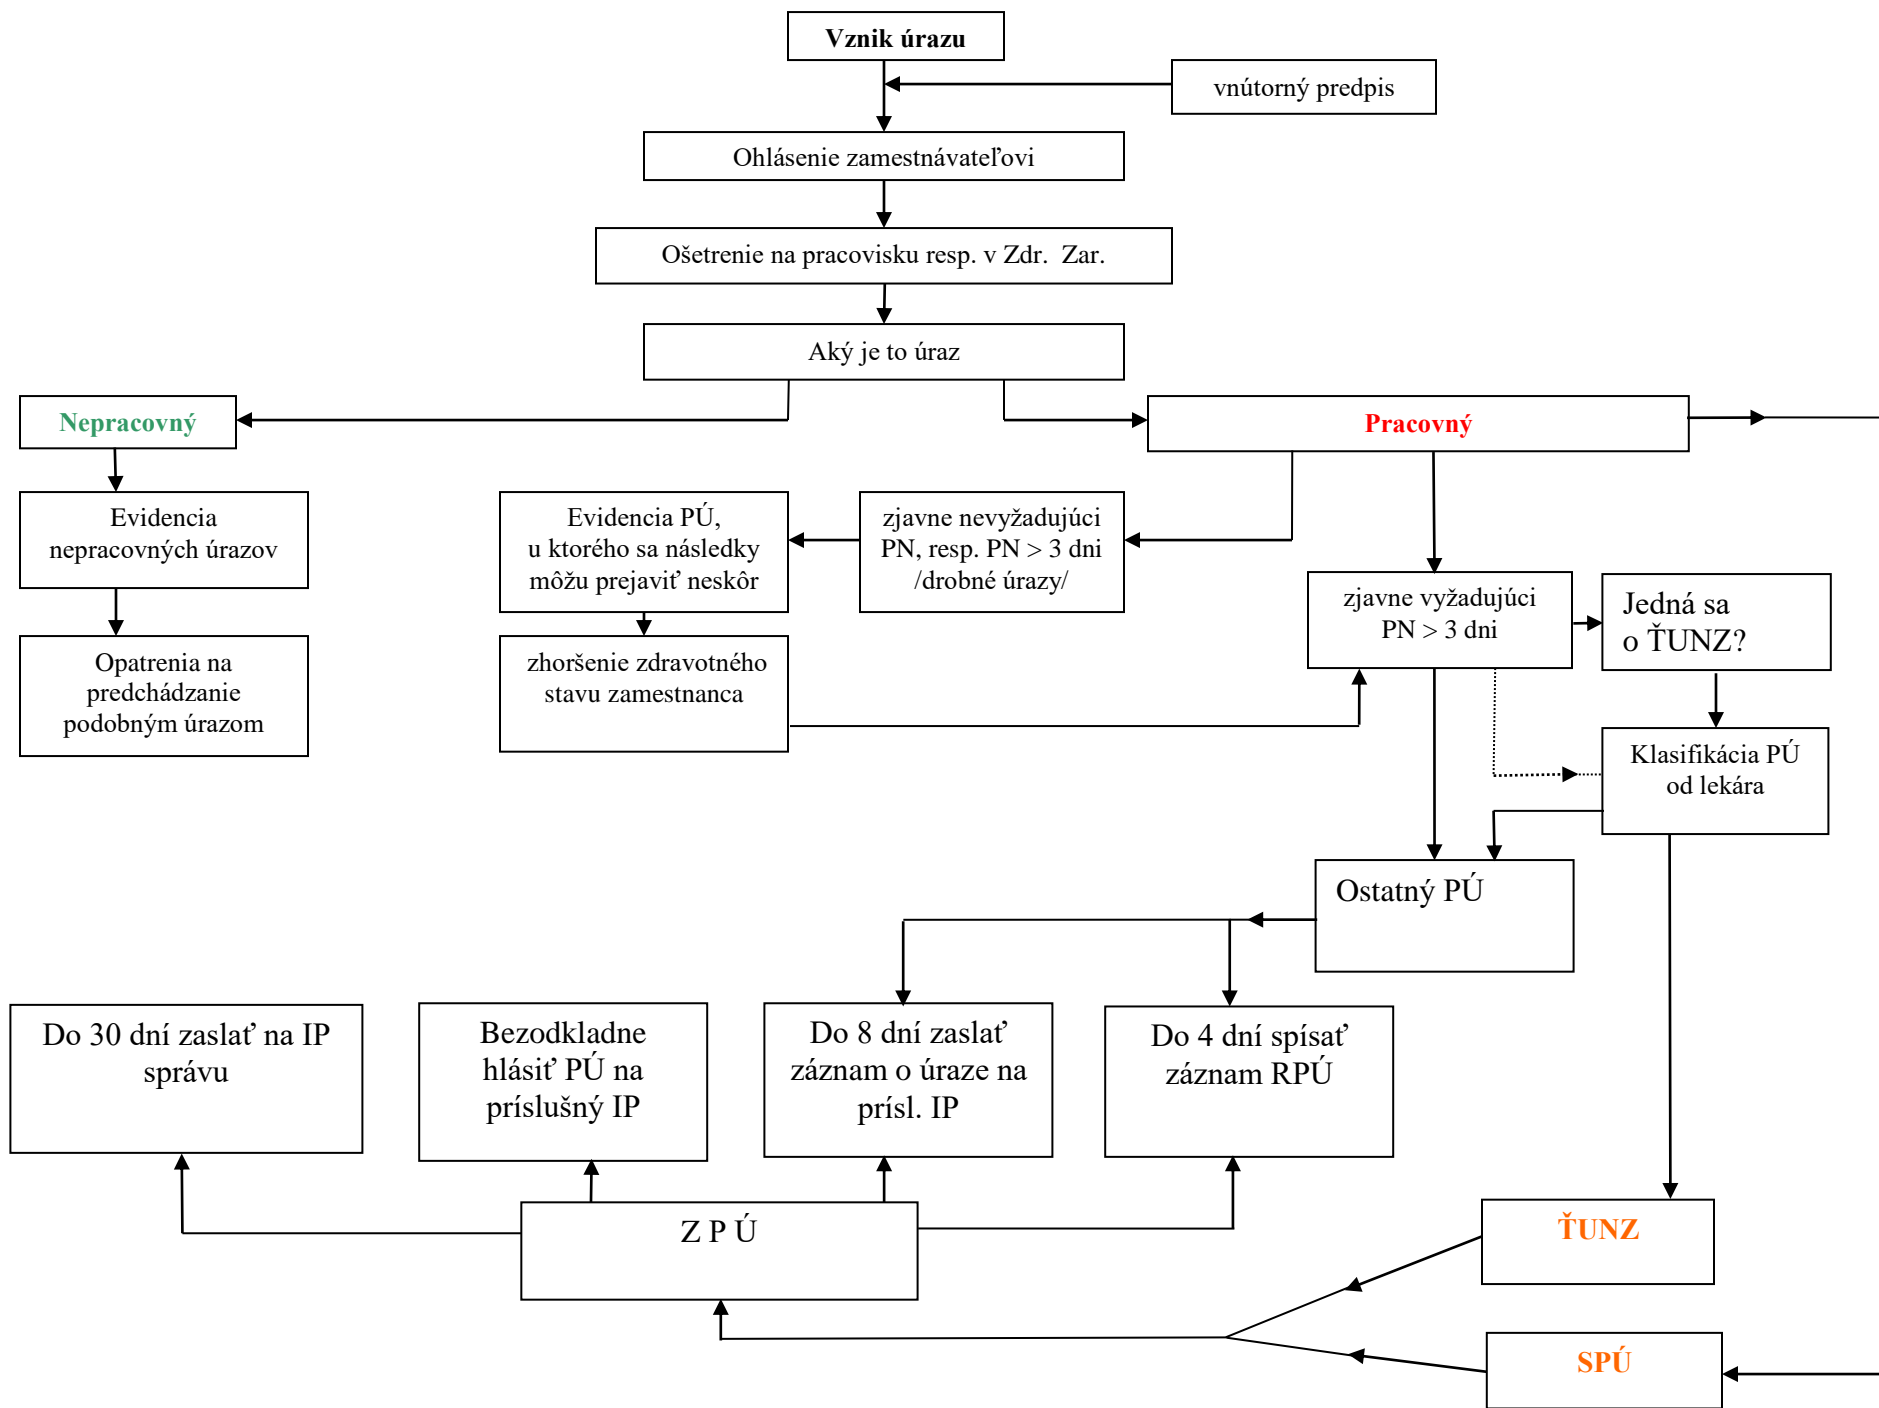 Vznik úrazu
vnútorný predpis
Ohlásenie zamestnávateľovi
Ošetrenie na pracovisku resp. v Zdr. Zar.
Aký je to úraz
Nepracovný
Pracovný
Evidencia
nepracovných úrazov
Evidencia PÚ,
u ktorého sa následky
môžu prejaviť neskôr
zjavne nevyžadujúci
PN, resp. PN > 3 dni
/drobné úrazy/
zjavne vyžadujúci
PN > 3 dni
Jedná sa
o ŤUNZ?
Opatrenia na
predchádzanie
podobným úrazom
zhoršenie zdravotného
stavu zamestnanca
Klasifikácia PÚ
od lekára
Ostatný PÚ
Do 30 dní zaslať na IP
správu
Bezodkladne
hlásiť PÚ na
príslušný IP
Do 8 dní zaslať
záznam o úraze na
prísl. IP
Do 4 dní spísať
záznam RPÚ
Z P Ú
ŤUNZ
SPÚ